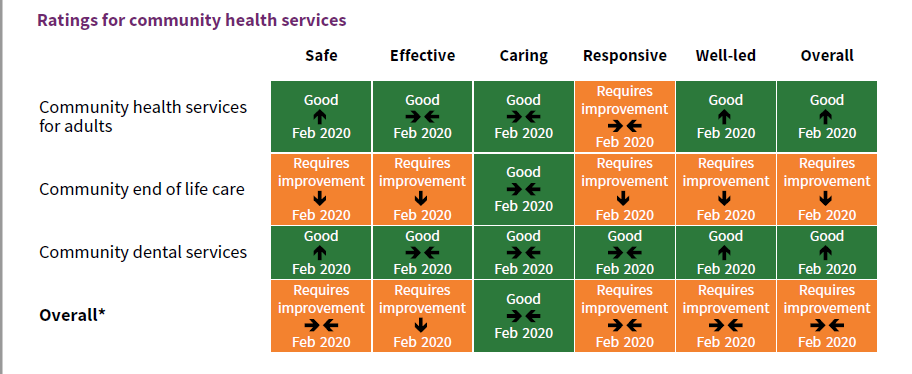 Ratings for community health services
Safe Effective Caring Responsive Well-led Overall
Community health services
for adults
Good
Feb 2020
Good
Feb 2020
Good
Feb 2020
Requires
improvement
Feb 2020
Good
Feb 2020
Good
Feb 2020
Community end of life care
Requires
improvement
Feb 2020
Requires
improvement
Feb 2020
Good
Feb 2020
Requires
improvement
Feb 2020
Requires
improvement
Feb 2020
Requires
improvement
Feb 2020
Community dental services
Good
Feb 2020
Good
Feb 2020
Good
Feb 2020
Good
Feb 2020
Good
Feb 2020
Good
Feb 2020
Overall*
Requires
improvement
Feb 2020
Requires
improvement
Feb 2020
Good
Feb 2020
Requires
improvement
Feb 2020
Requires
improvement
Feb 2020
Requires
improvement
Feb 2020